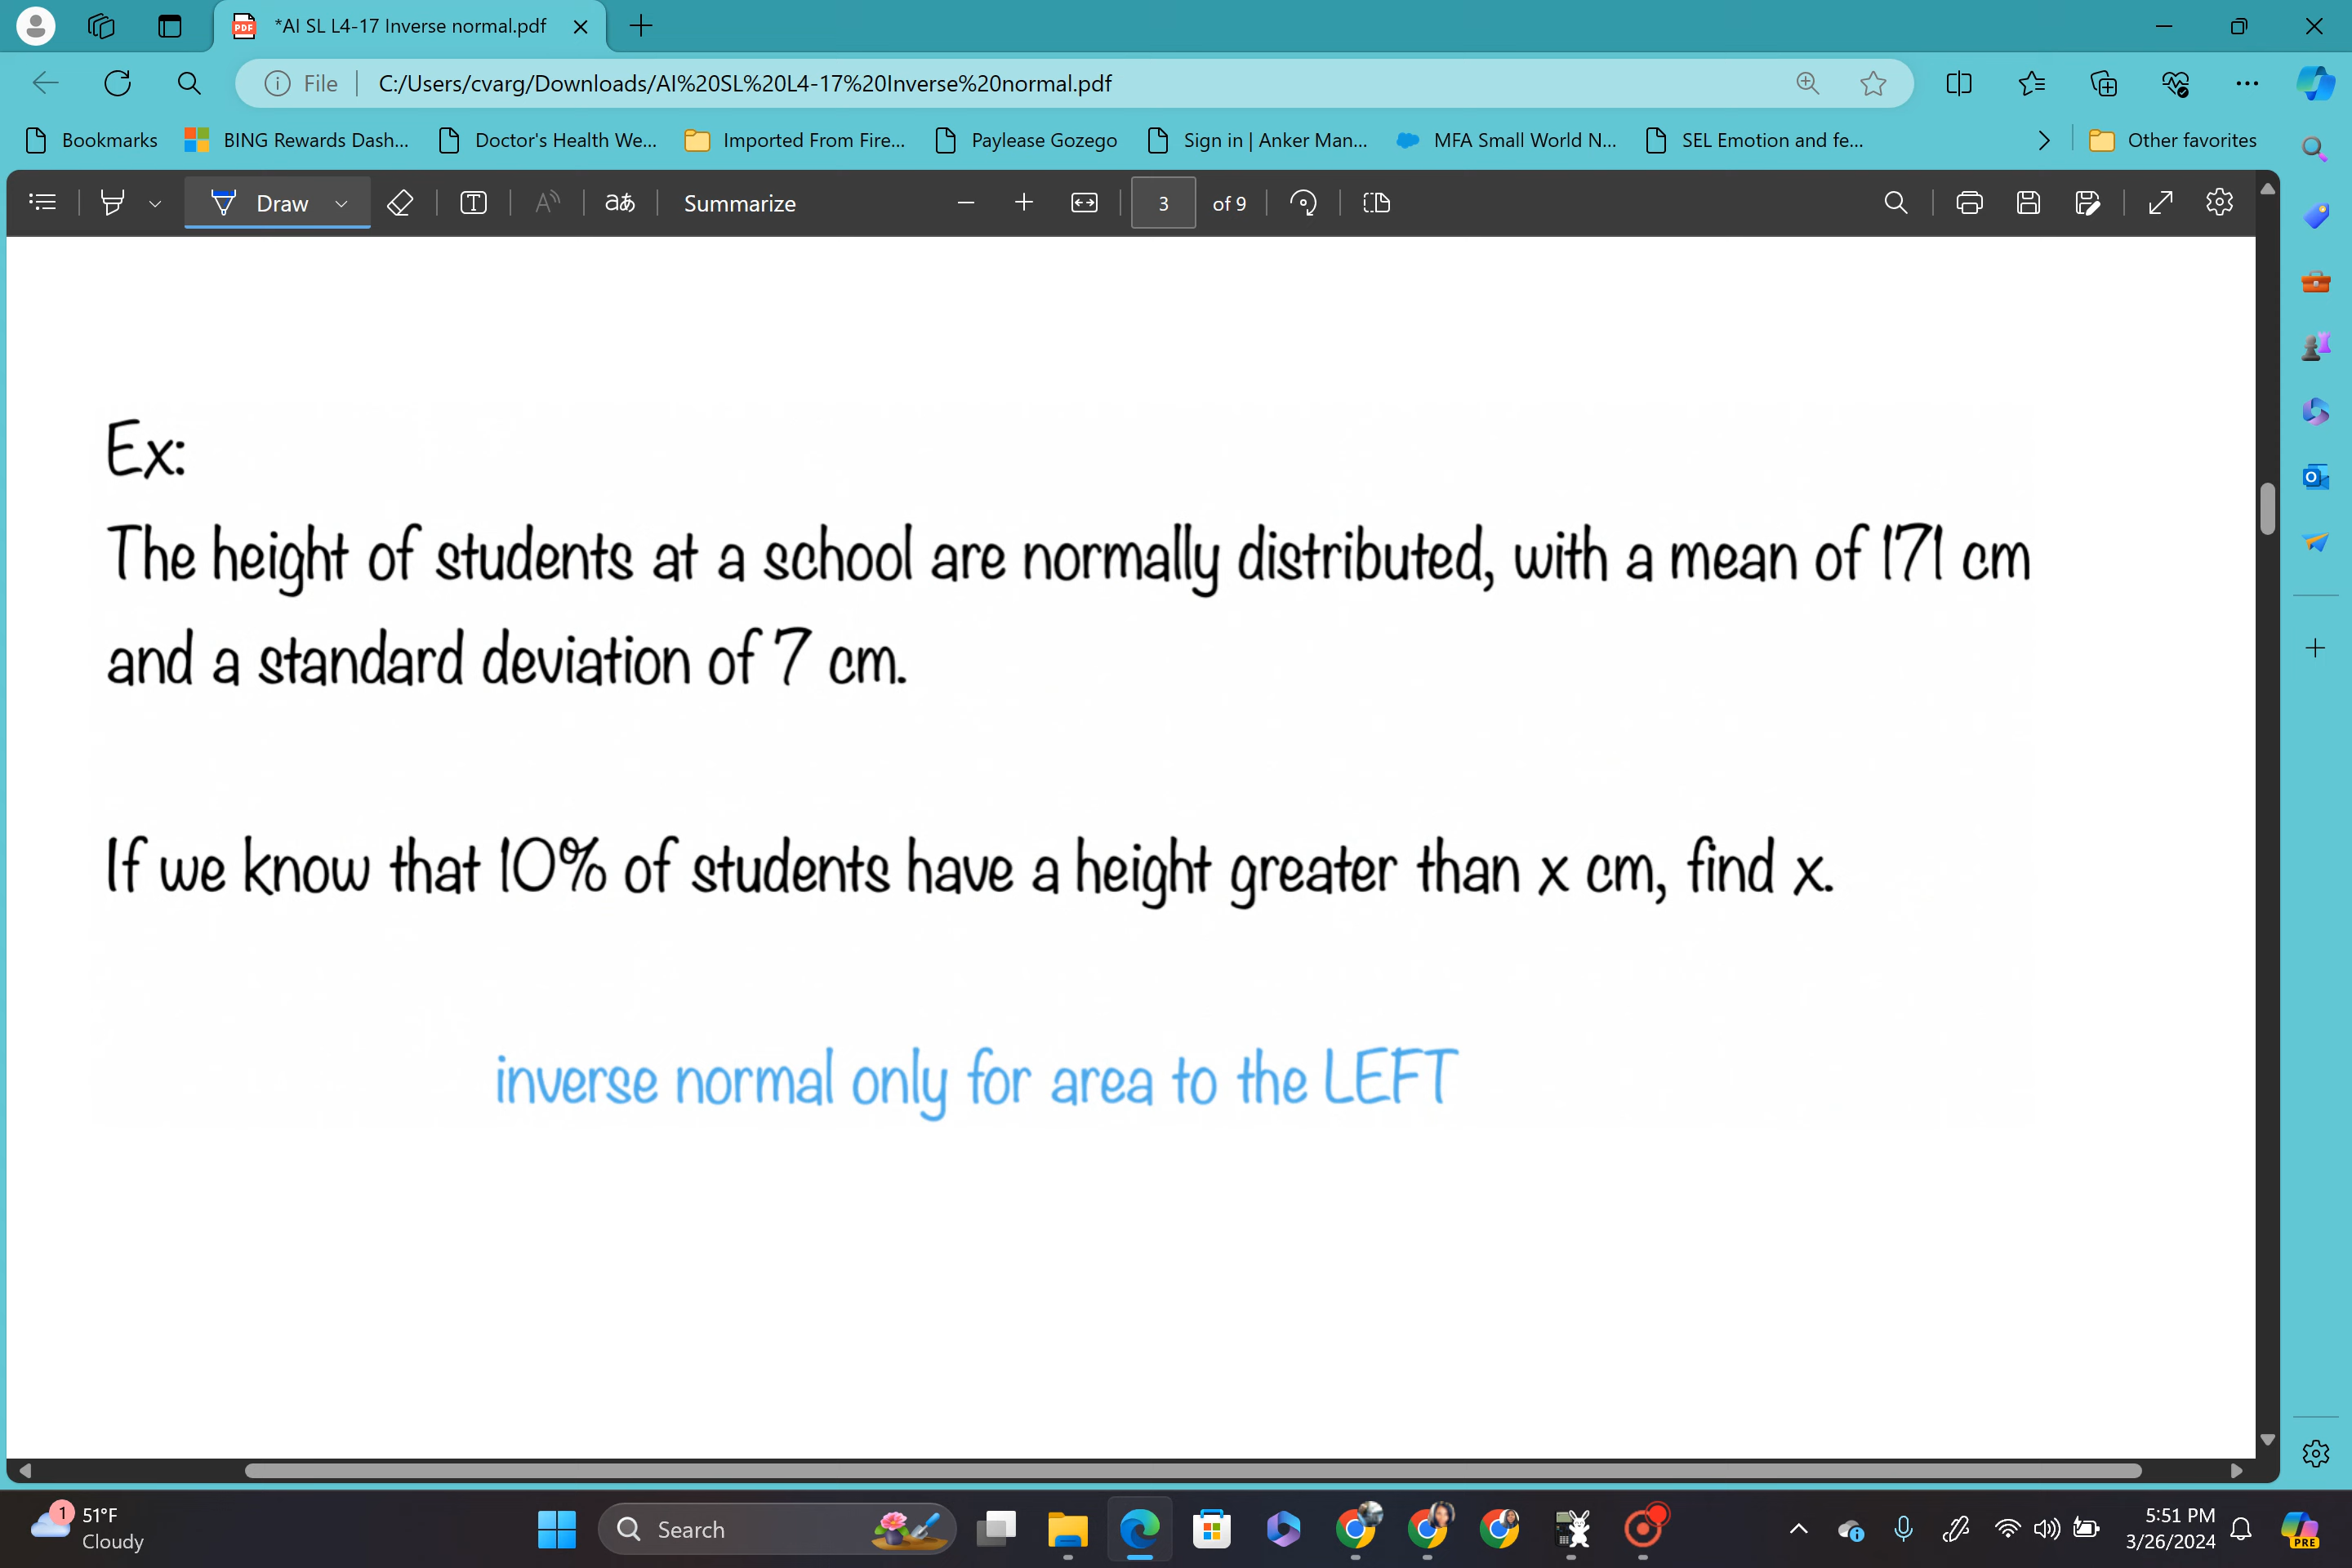 *AI SL L4-17 Inverse normal.pdf
File C:/Users/cvarg/Downloads/AI%20SL%20L4-17%20Inverse%20normal.pdf
Bookmarks BING Rewards Dash... Doctor's Health We... Imported From Fire... Paylease Gozego Sign in | Anker Man... MFA Small World N... SEL Emotion and fe... Other favorites
Draw Summarize 3 of 9
Ex:
The height of students at a school are normally distributed, with a mean of 171 cm
and a standard deviation of 7 cm.
If we know that 10% of students have a height greater than x cm, find x.
inverse normal only for area to the LEFT
1 51°F
Cloudy
Search
5:51 PM
3/26/2024
PRE